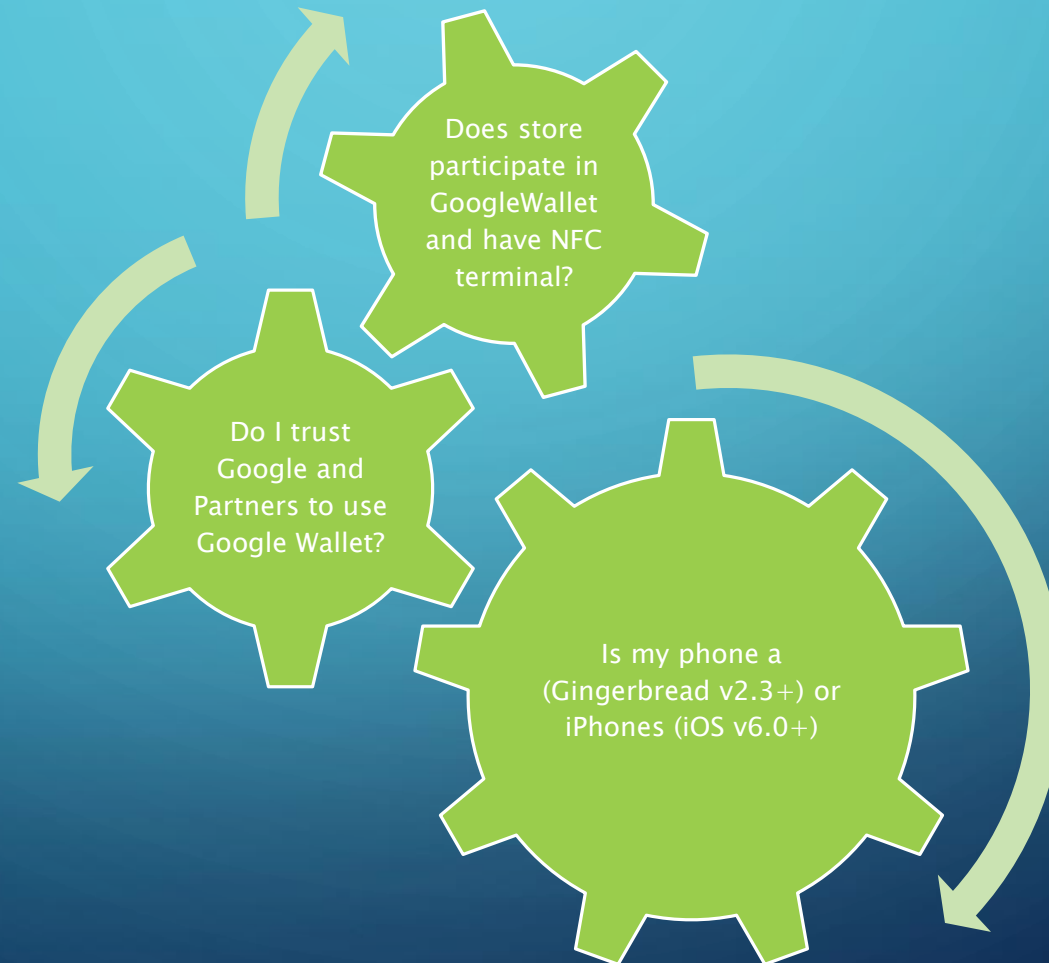 Does store
participate in
GoogleWallet
and have NFC
terminal?
Do I trust
Google and
Partners to use
Google Wallet?
Is my phone a
(Gingerbread v2.3+) or
iPhones (iOS v6.0+)